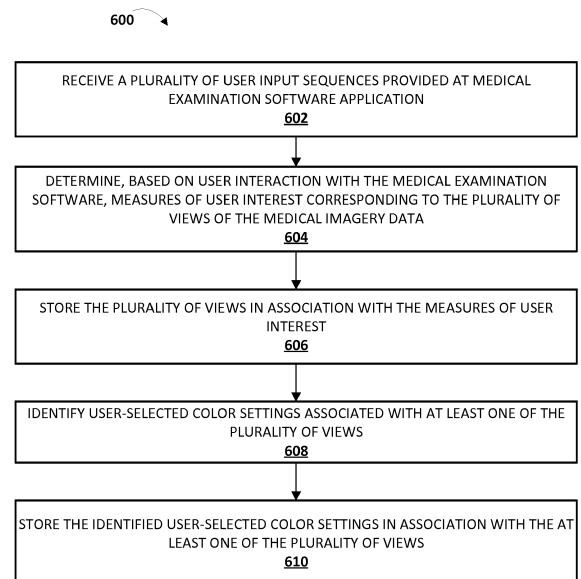 600
RECEIVE A PLURALITY OF USER INPUT SEQUENCES PROVIDED AT MEDICAL
EXAMINATION SOFTWARE APPLICATION
602
DETERMINE, BASED ON USER INTERACTION WITH THE MEDICAL EXAMINATION
SOFTWARE, MEASURES OF USER INTEREST CORRESPONDING TO THE PLURALITY OF
VIEWS OF THE MEDICAL IMAGERY DATA
604
STORE THE PLURALITY OF VIEWS IN ASSOCIATION WITH THE MEASURES OF USER
INTEREST
606
IDENTIFY USER-SELECTED COLOR SETTINGS ASSOCIATED WITH AT LEAST ONE OF THE
PLURALITY OF VIEWS
608
STORE THE IDENTIFIED USER-SELECTED COLOR SETTINGS IN ASSOCIATION WITH THE AT
LEAST ONE OF THE PLURALITY OF VIEWS
610